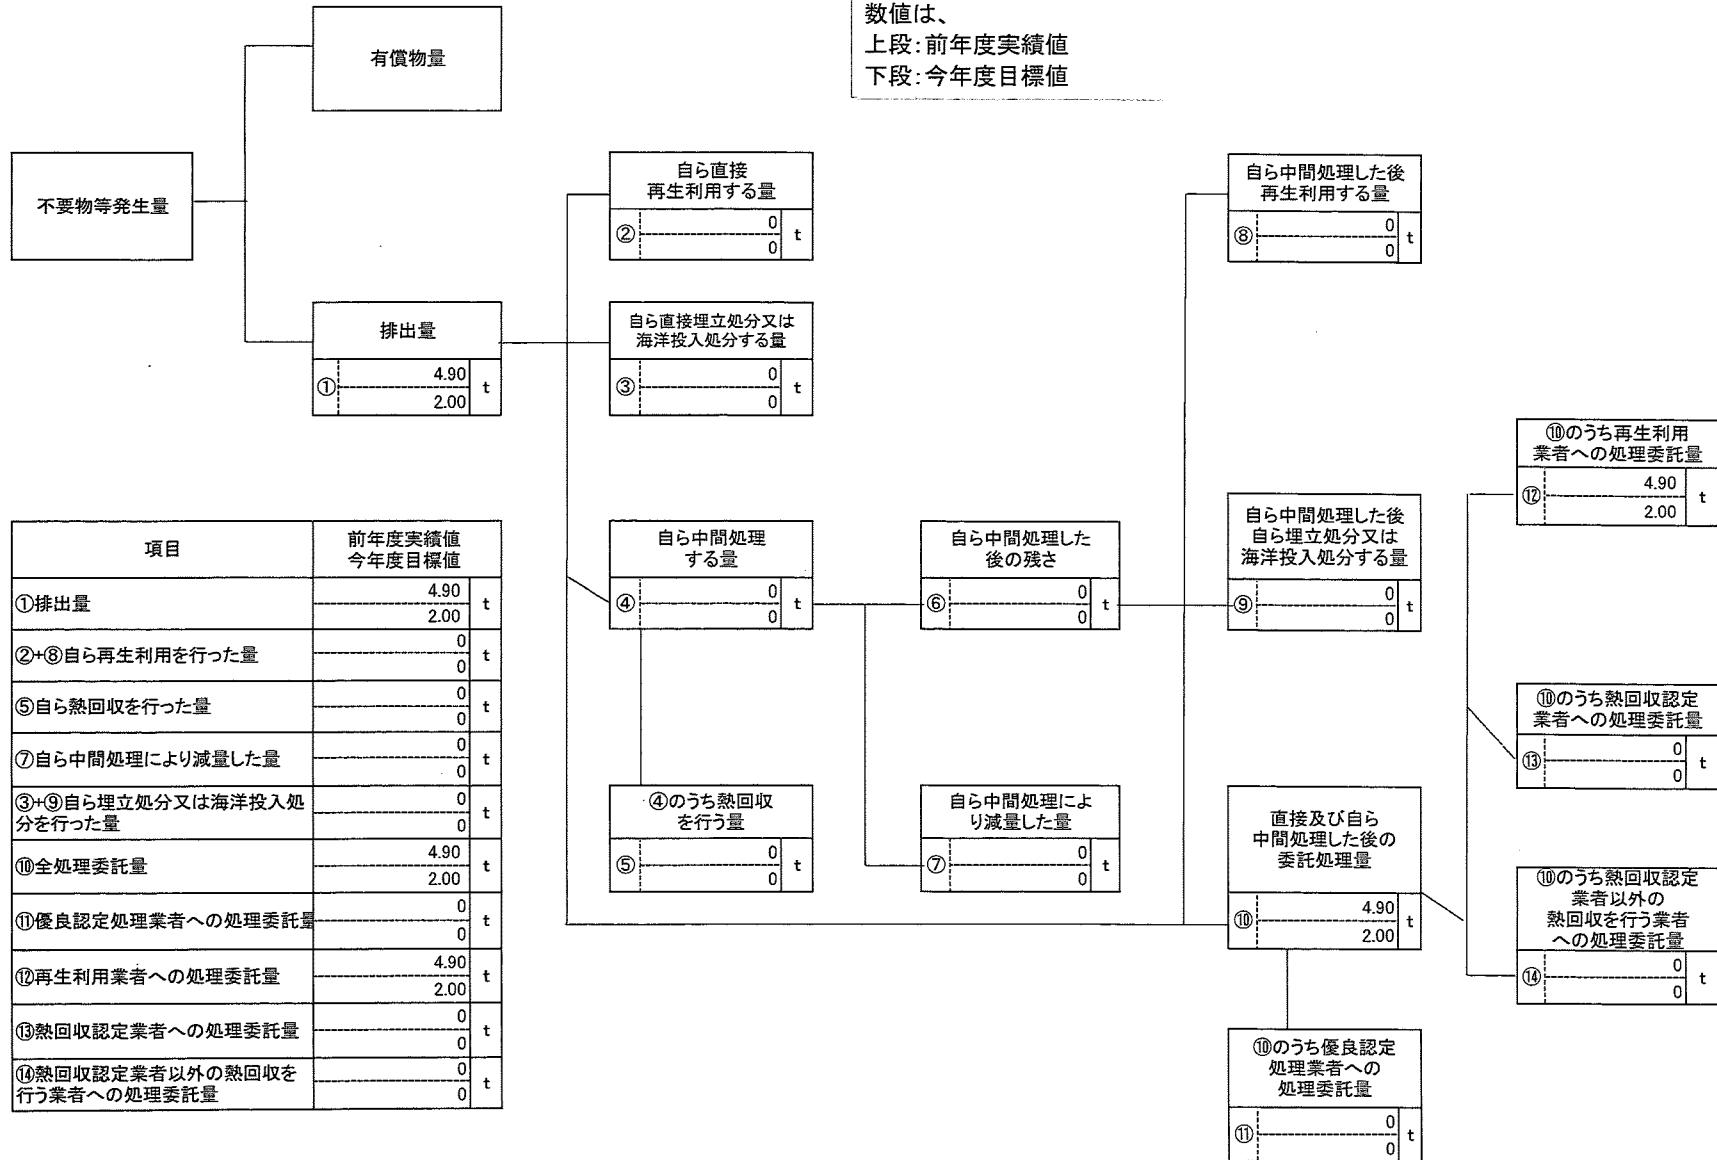 数値は、
上段：前年度実績値
下段：今年度目標値
有償物量
不要物等発生量
排出量
① 4.90 t
2.00
自ら直接
再生利用する量
② 0 t
0
自ら直接埋立処分又は
海洋投入処分する量
③ 0 t
0
自ら中間処理
する量
④ 0 t
0
④のうち熱回収
を行う量
⑤ 0 t
0
自ら中間処理した
後の残さ
⑥ 0 t
0
自ら中間処理によ
り減量した量
⑦ 0 t
0
自ら中間処理した後
再生利用する量
⑧ 0 t
0
自ら中間処理した後
自ら埋立処分又は
海洋投入処分する量
⑨ 0 t
0
直接及び自ら
中間処理した後の
委託処理量
⑩ 4.90 t
2.00
⑩のうち優良認定
処理業者への
処理委託量
⑪ 0 t
0
⑩のうち再生利用
業者への処理委託量
⑫ 4.90 t
2.00
⑩のうち熱回収認定
業者への処理委託量
⑬ 0 t
0
⑩のうち熱回収認定
業者以外の
熱回収を行う業者
への処理委託量
⑭ 0 t
0
項目 前年度実績値
今年度目標値
①排出量 4.90 t
2.00
②+⑧自ら再生利用を行った量 0 t
0
⑤自ら熱回収を行った量 0 t
0
⑦自ら中間処理により減量した量 0 t
0
③+⑨自ら埋立処分又は海洋投入処
分を行った量 0 t
0
⑩全処理委託量 4.90 t
2.00
⑪優良認定処理業者への処理委託量 0 t
0
⑫再生利用業者への処理委託量 4.90 t
2.00
⑬熱回収認定業者への処理委託量 0 t
0
⑭熱回収認定業者以外の熱回収を
行う業者への処理委託量 0 t
0